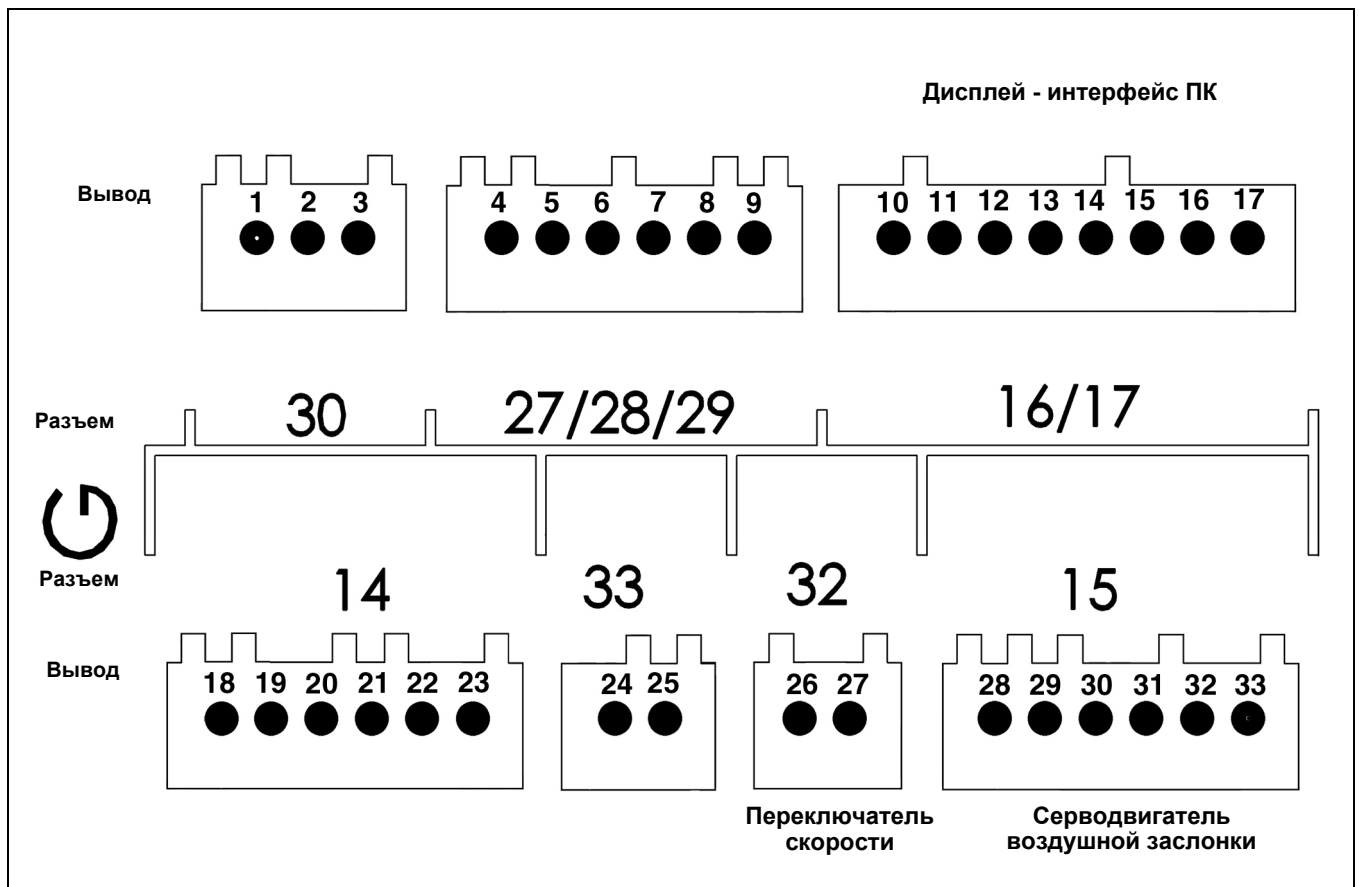 Дисплей - интерфейс ПК
Вывод
1 2 3 4 5 6 7 8 9 10 11 12 13 14 15 16 17
Разъем
30 27/28/29 16/17
Разъем
14 33 32 15
Вывод
18 19 20 21 22 23 24 25 26 27 28 29 30 31 32 33
Переключатель
скорости
Серводвигатель
воздушной заслонки